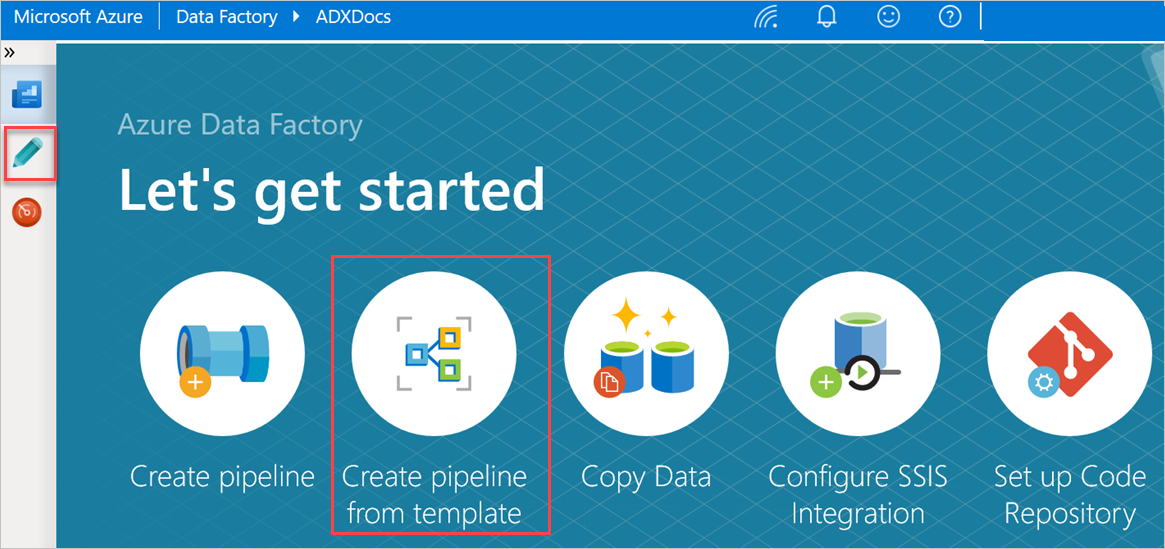 Microsoft Azure
Data Factory
ADXDocs
Azure Data Factory
Let's get started
Create pipeline
Create pipeline
from template
Copy Data
Configure SSIS
Integration
Set up Code
Repository